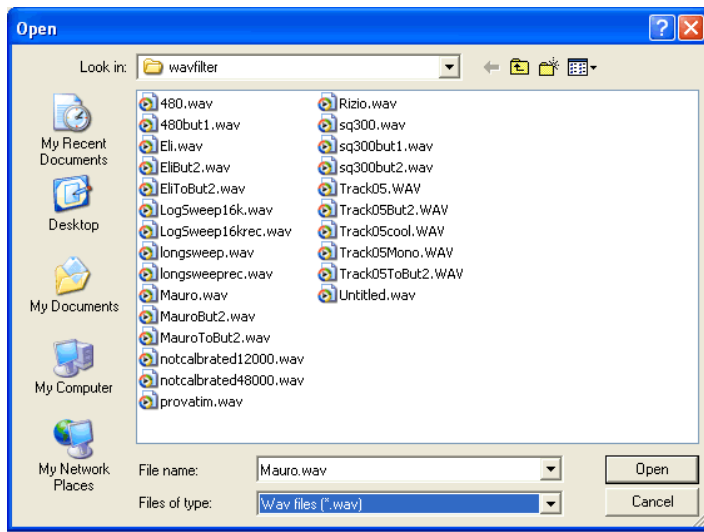 Open
Look in:
wavfilter
My Recent
Documents
Desktop
My Documents
My Computer
My Network
Places
480.wav
480but1.wav
Eli.wav
EliBut2.wav
EliToBut2.wav
LogSweep16k.wav
LogSweep16krec.wav
longsweep.wav
longsweeprec.wav
Mauro.wav
MauroBut2.wav
MauroToBut2.wav
notcalbrated12000.wav
notcalbrated48000.wav
provatim.wav
Rizio.wav
sq300.wav
sq300but1.wav
sq300but2.wav
Track05.WAV
Track05But2.WAV
Track05cool.WAV
Track05Mono.WAV
Track05ToBut2.WAV
Untitled.wav
File name:
Mauro.wav
Open
Files of type:
Wav files (*.wav)
Cancel